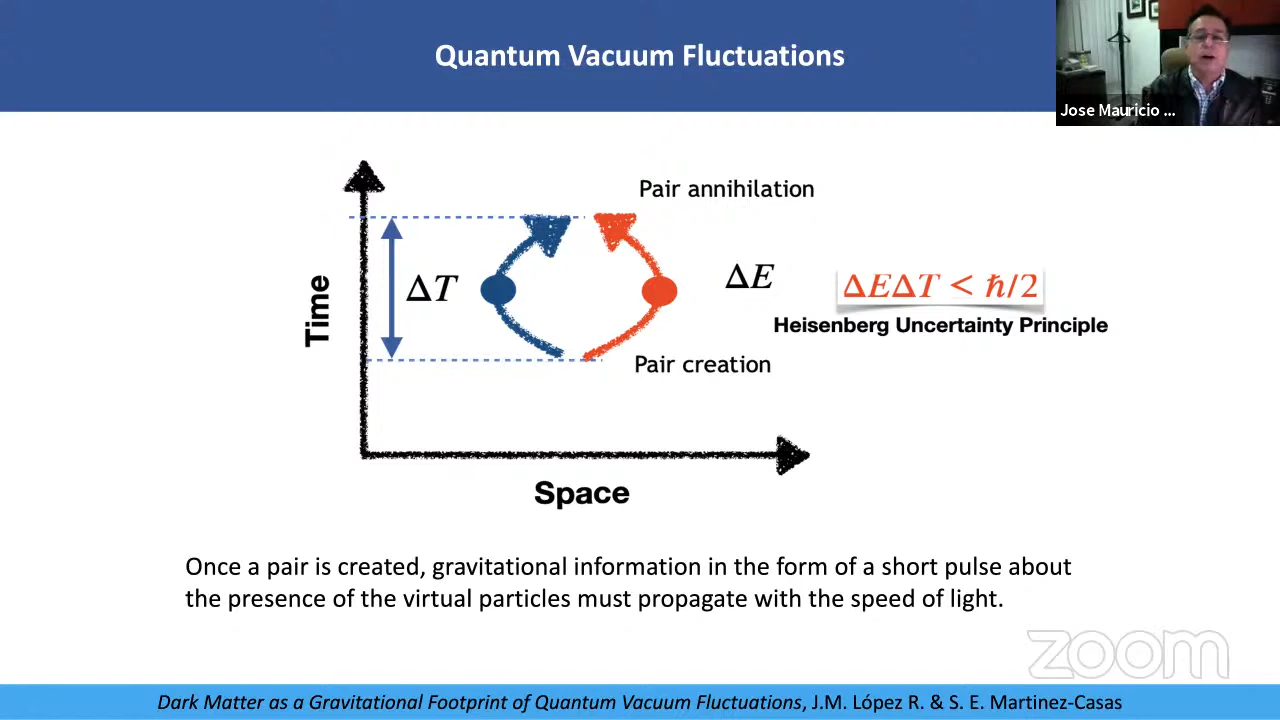 Quantum Vacuum Fluctuations
Jose Mauricio ...
Pair annihilation
Time
ΔT
ΔE
ΔEΔT < ℏ/2
Heisenberg Uncertainty Principle
Pair creation
Space
Once a pair is created, gravitational information in the form of a short pulse about
the presence of the virtual particles must propagate with the speed of light.
zoom
Dark Matter as a Gravitational Footprint of Quantum Vacuum Fluctuations, J.M. López R. & S. E. Martinez-Casas